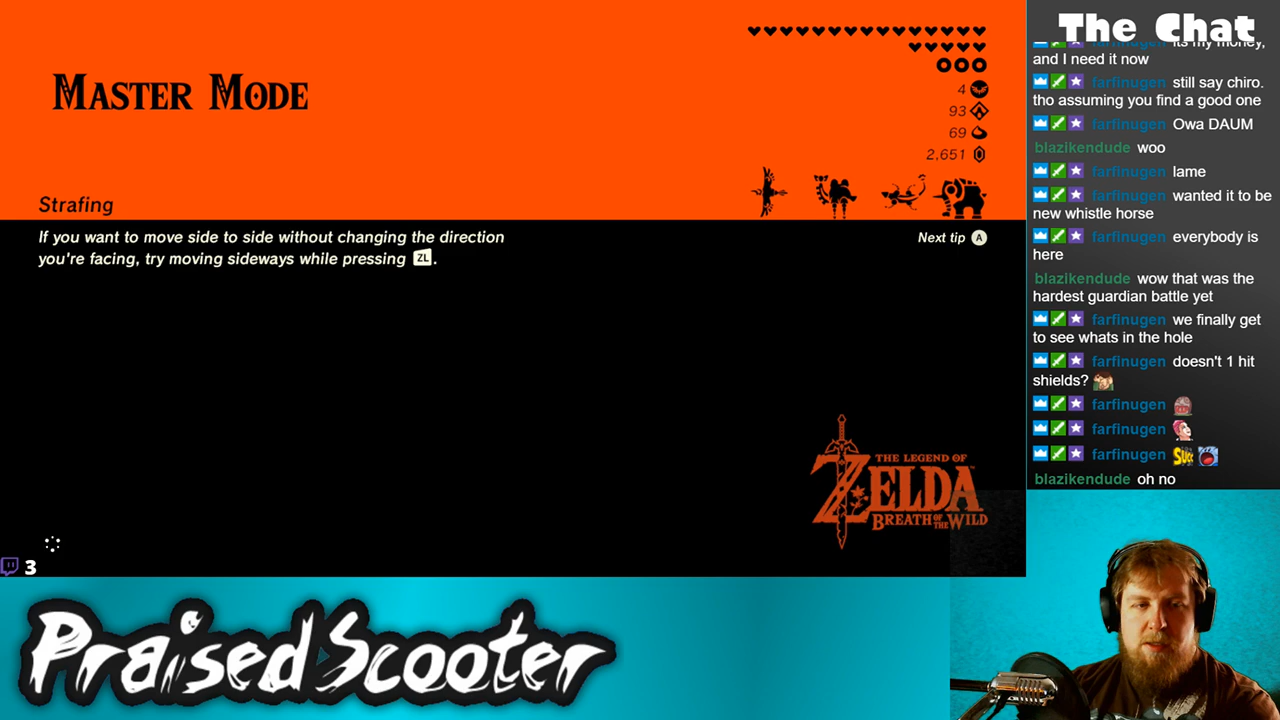 MASTER MODE
4
93
69
2,651
Strafing
If you want to move side to side without changing the direction
you're facing, try moving sideways while pressing ZL.
Next tip A
THE LEGEND OF
ZELDA
BREATH OF THE WILD
3
PraisedScooter
The Chat
farfinugen its my money,
and I need it now
farfinugen still say chiro.
tho assuming you find a good one
farfinugen Owa DAUM
blazikendude woo
farfinugen lame
farfinugen wanted it to be
new whistle horse
farfinugen everybody is
here
blazikendude wow that was the
hardest guardian battle yet
farfinugen we finally get
to see whats in the hole
farfinugen doesn't 1 hit
shields?
farfinugen
farfinugen
farfinugen
blazikendude oh no